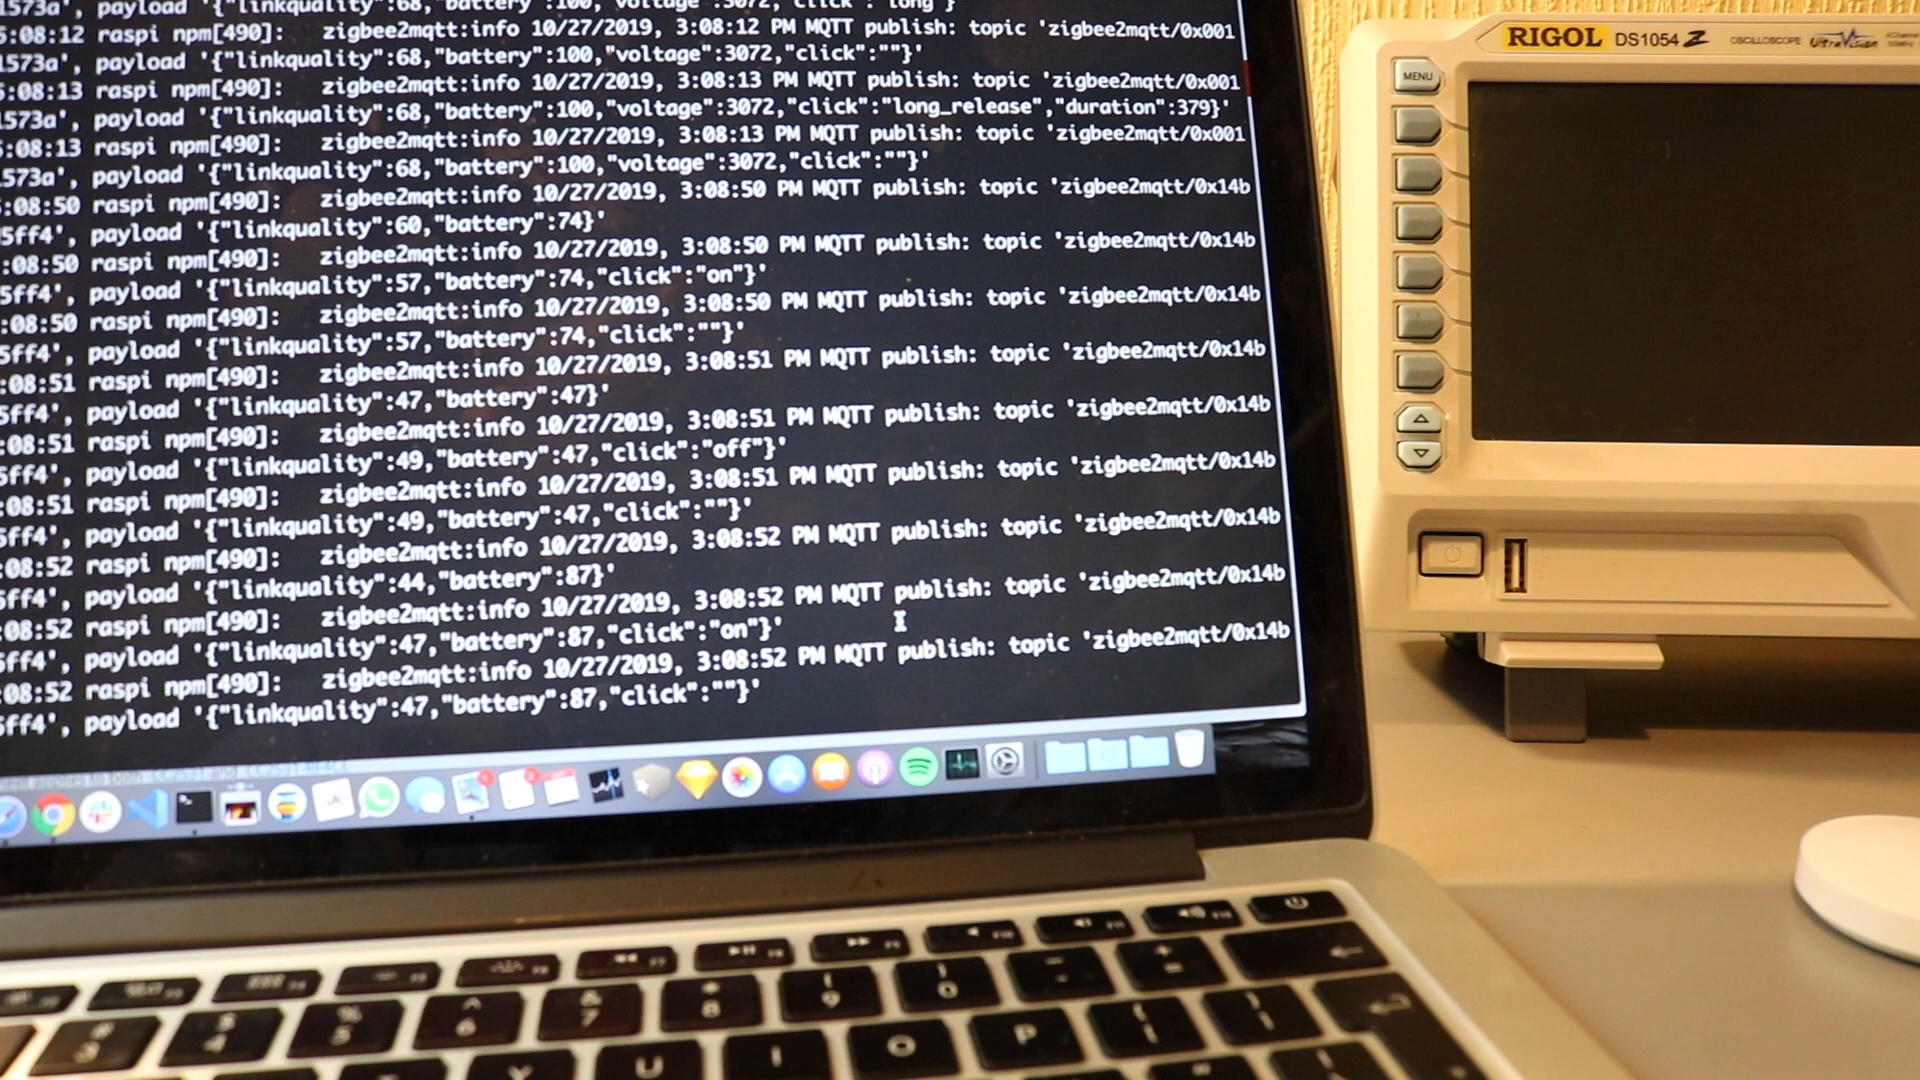 1573a', payload '{"linkquality":68,"battery":100,"voltage":3072,"click":"long"}'
5:08:12 raspi npm[490]: zigbee2mqtt:info 10/27/2019, 3:08:12 PM MQTT publish: topic 'zigbee2mqtt/0x001
1573a', payload '{"linkquality":68,"battery":100,"voltage":3072,"click":""}'
5:08:13 raspi npm[490]: zigbee2mqtt:info 10/27/2019, 3:08:13 PM MQTT publish: topic 'zigbee2mqtt/0x001
1573a', payload '{"linkquality":68,"battery":100,"voltage":3072,"click":"long_release","duration":379}'
5:08:13 raspi npm[490]: zigbee2mqtt:info 10/27/2019, 3:08:13 PM MQTT publish: topic 'zigbee2mqtt/0x001
1573a', payload '{"linkquality":68,"battery":100,"voltage":3072,"click":""}'
:08:50 raspi npm[490]: zigbee2mqtt:info 10/27/2019, 3:08:50 PM MQTT publish: topic 'zigbee2mqtt/0x14b
5ff4', payload '{"linkquality":60,"battery":74}'
:08:50 raspi npm[490]: zigbee2mqtt:info 10/27/2019, 3:08:50 PM MQTT publish: topic 'zigbee2mqtt/0x14b
5ff4', payload '{"linkquality":57,"battery":74,"click":"on"}'
:08:50 raspi npm[490]: zigbee2mqtt:info 10/27/2019, 3:08:50 PM MQTT publish: topic 'zigbee2mqtt/0x14b
5ff4', payload '{"linkquality":57,"battery":74,"click":""}'
:08:51 raspi npm[490]: zigbee2mqtt:info 10/27/2019, 3:08:51 PM MQTT publish: topic 'zigbee2mqtt/0x14b
5ff4', payload '{"linkquality":47,"battery":47}'
:08:51 raspi npm[490]: zigbee2mqtt:info 10/27/2019, 3:08:51 PM MQTT publish: topic 'zigbee2mqtt/0x14b
5ff4', payload '{"linkquality":49,"battery":47,"click":"off"}'
:08:51 raspi npm[490]: zigbee2mqtt:info 10/27/2019, 3:08:51 PM MQTT publish: topic 'zigbee2mqtt/0x14b
5ff4', payload '{"linkquality":49,"battery":47,"click":""}'
:08:52 raspi npm[490]: zigbee2mqtt:info 10/27/2019, 3:08:52 PM MQTT publish: topic 'zigbee2mqtt/0x14b
5ff4', payload '{"linkquality":44,"battery":87}'
:08:52 raspi npm[490]: zigbee2mqtt:info 10/27/2019, 3:08:52 PM MQTT publish: topic 'zigbee2mqtt/0x14b
5ff4', payload '{"linkquality":47,"battery":87,"click":"on"}'
:08:52 raspi npm[490]: zigbee2mqtt:info 10/27/2019, 3:08:52 PM MQTT publish: topic 'zigbee2mqtt/0x14b
5ff4', payload '{"linkquality":47,"battery":87,"click":""}'
RIGOL DS1054 Z OSCILLOSCOPE UltraVision
MENU
# 3 $ 4 % 5 ^ 6 & 7 * 8 ( 9 ) 0 - + =
Y U I O P { [ } ]